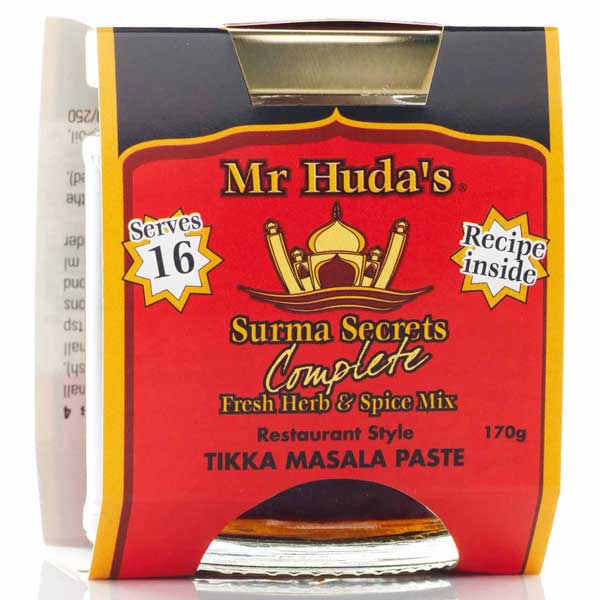 Mr Huda's®
Serves
16
Recipe
inside
Surma Secrets
Complete
Fresh Herb & Spice Mix
Restaurant Style
170g
TIKKA MASALA PASTE